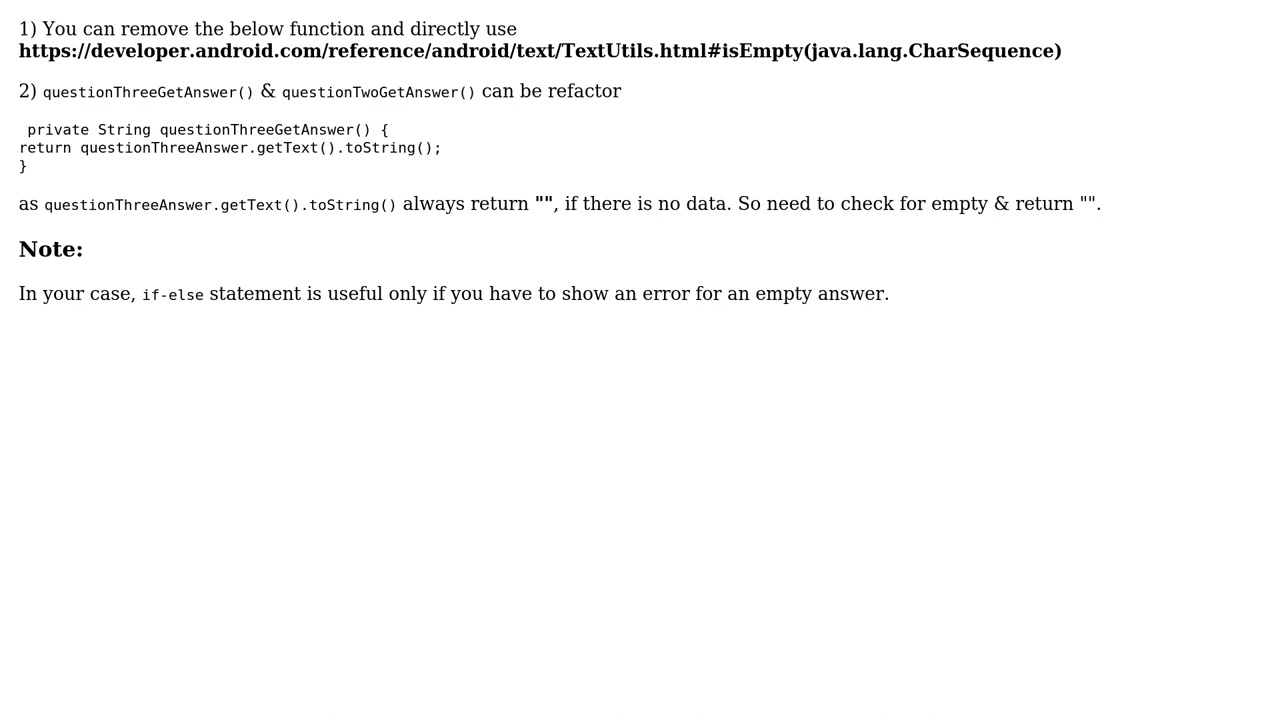 1) You can remove the below function and directly use
https://developer.android.com/reference/android/text/TextUtils.html#isEmpty(java.lang.CharSequence)
2) questionThreeGetAnswer() & questionTwoGetAnswer() can be refactor
private String questionThreeGetAnswer() {
return questionThreeAnswer.getText().toString();
}
as questionThreeAnswer.getText().toString() always return "", if there is no data. So need to check for empty & return "".
Note:
In your case, if-else statement is useful only if you have to show an error for an empty answer.